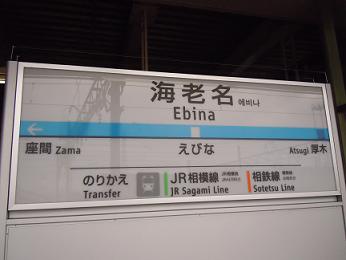 海老名 에비나
Ebina
座間 Zama
えびな
Atsugi 厚木
のりかえ
Transfer
JR相模線
JR Sagami Line
相鉄線
Sotetsu Line